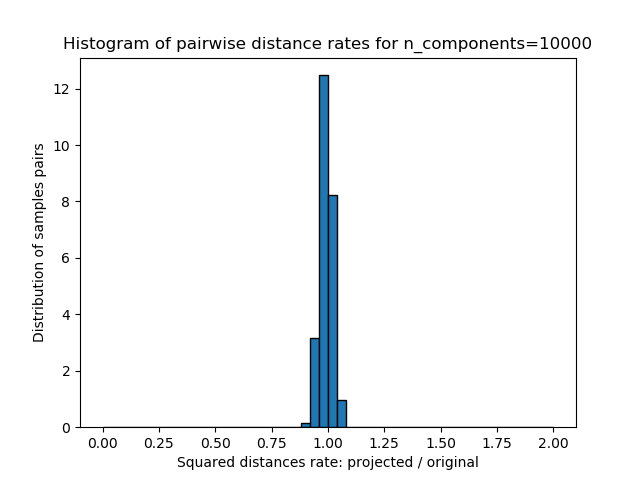 Histogram of pairwise distance rates for n_components=10000
12
10
8
6
4
2
0
Distribution of samples pairs
0.00 0.25 0.50 0.75 1.00 1.25 1.50 1.75 2.00
Squared distances rate: projected / original